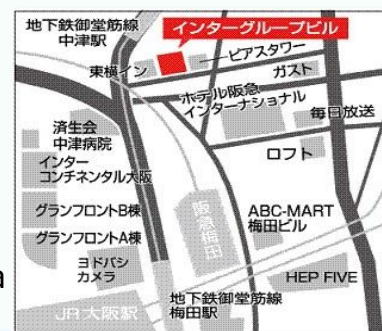 地下鉄御堂筋線
中津駅
インターグループビル
ピアスタワー
東横イン
ガスト
ホテル阪急
インターナショナル
毎日放送
済生会
中津病院
ロフト
インター
コンチネンタル大阪
グランフロントB棟
阪急梅田
ABC-MART
梅田ビル
グランフロントA棟
ヨドバシ
カメラ
HEP FIVE
a
JR 大阪駅
地下鉄御堂筋線
梅田駅